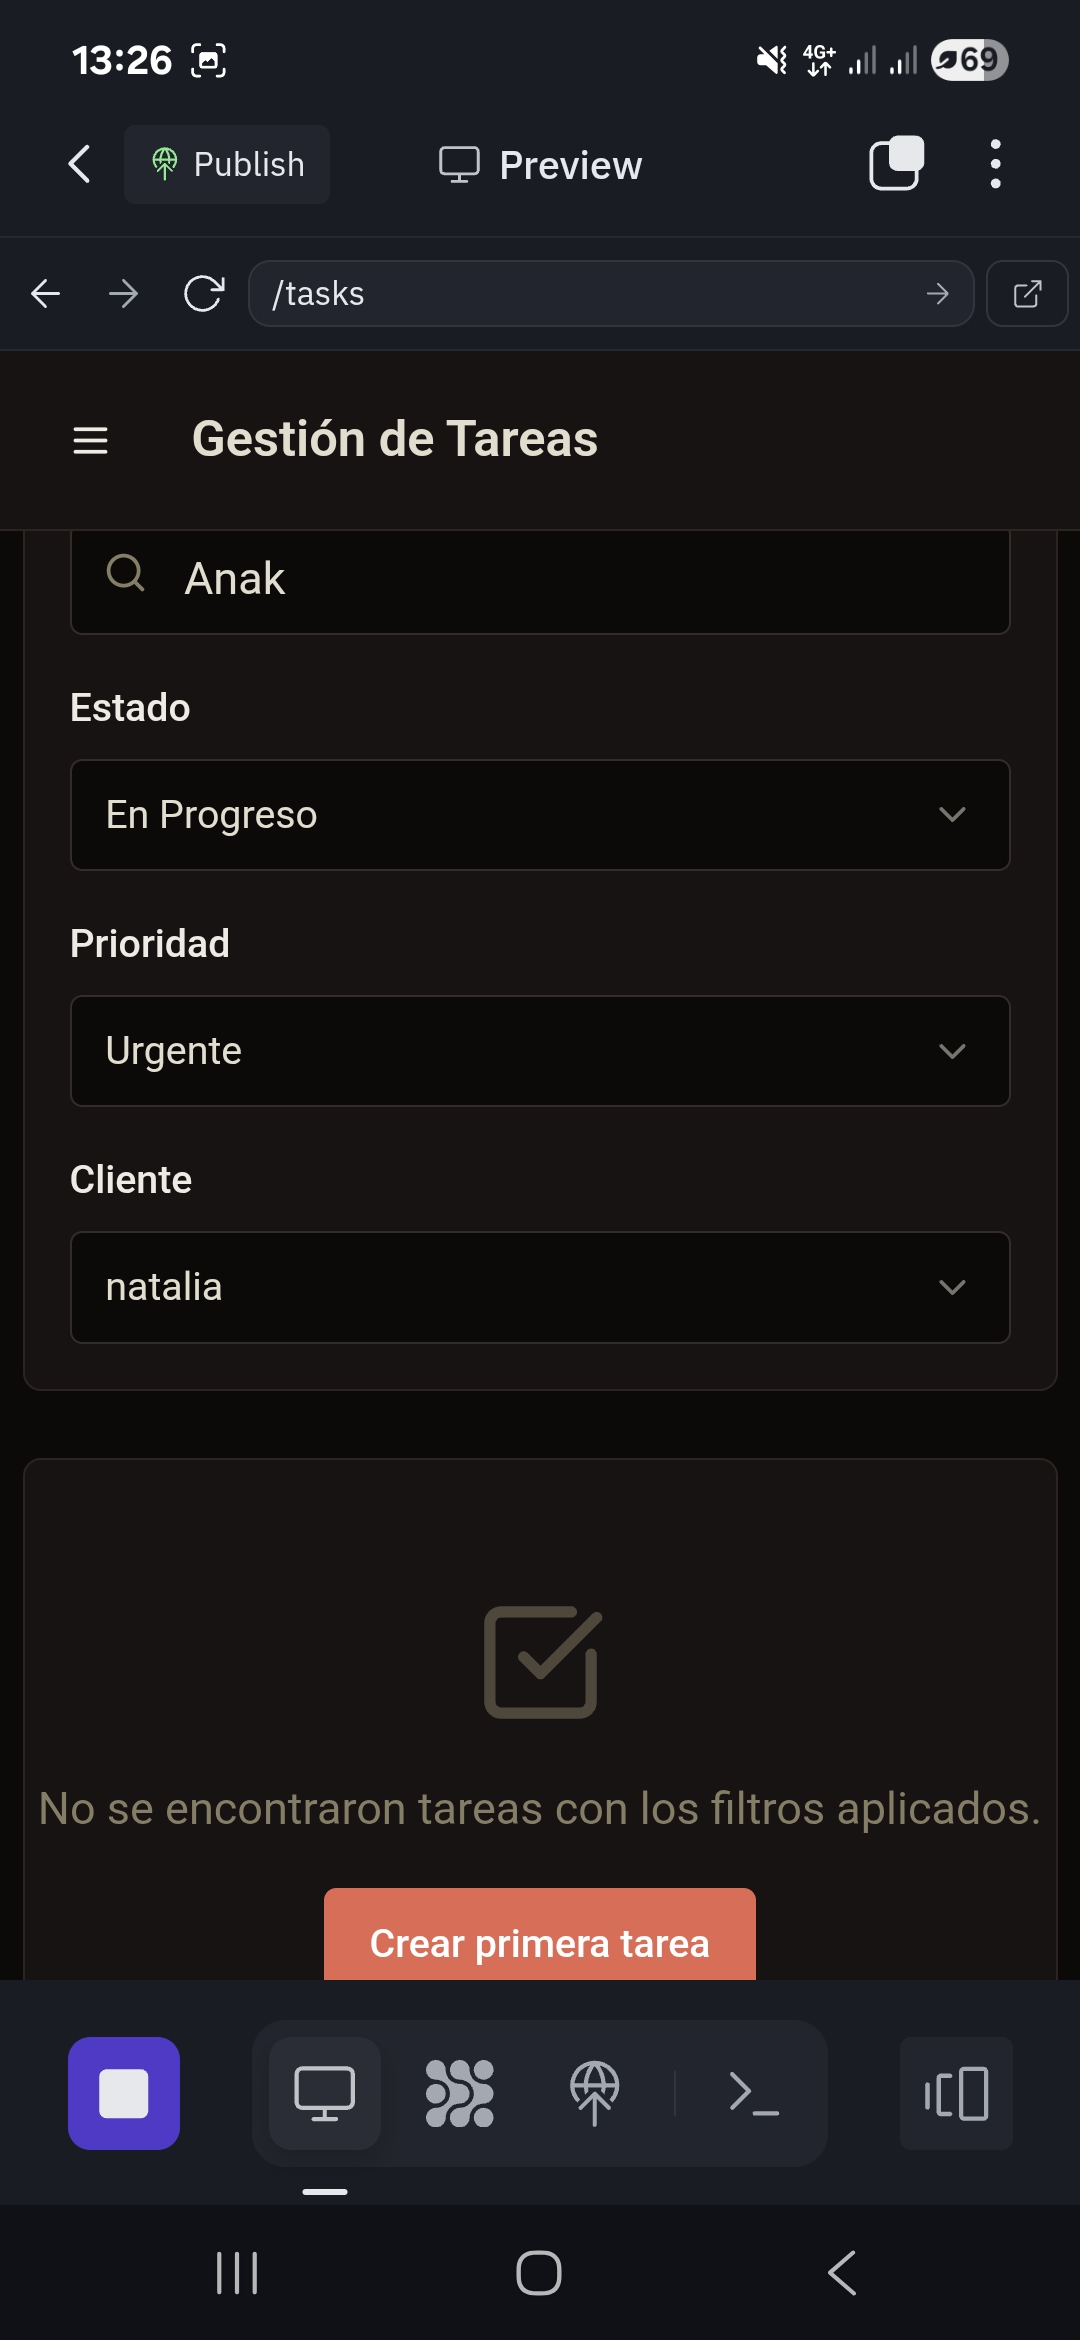 13:26
4G+
69
Publish
Preview
/tasks
Gestión de Tareas
Anak
Estado
En Progreso
Prioridad
Urgente
Cliente
natalia
No se encontraron tareas con los filtros aplicados.
Crear primera tarea